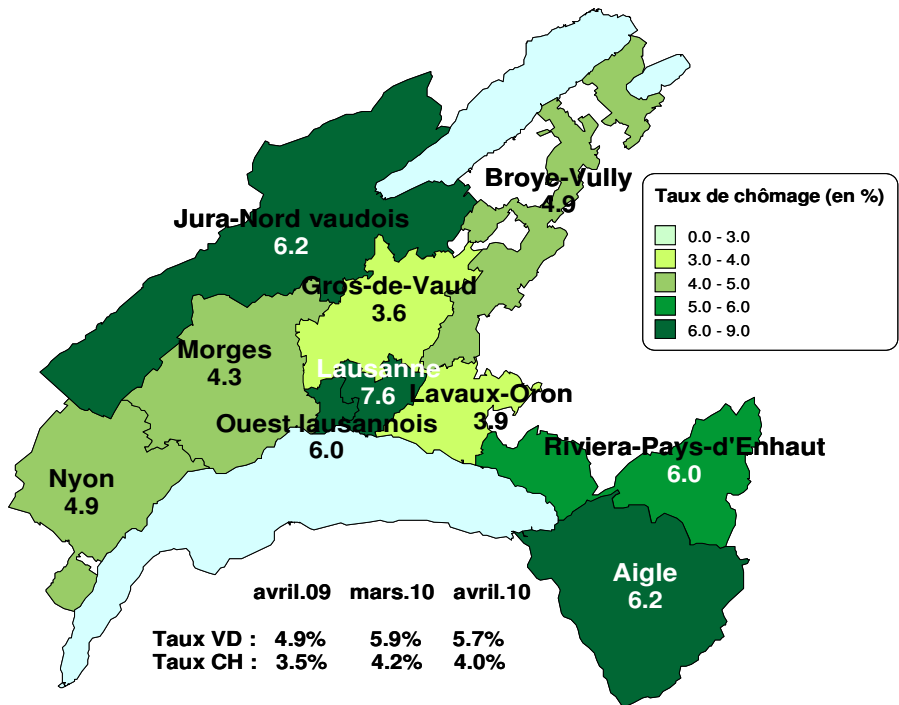 Broye-Vully
4.9
Taux de chômage (en %)
0.0 - 3.0
3.0 - 4.0
4.0 - 5.0
5.0 - 6.0
6.0 - 9.0
Jura-Nord vaudois
6.2
Gros-de-Vaud
3.6
Morges
4.3
Lausanne
7.6
Lavaux-Oron
3.9
Ouest lausannois
6.0
Riviera-Pays-d'Enhaut
6.0
Nyon
4.9
Aigle
6.2
avril.09 mars.10 avril.10
Taux VD : 4.9% 5.9% 5.7%
Taux CH : 3.5% 4.2% 4.0%